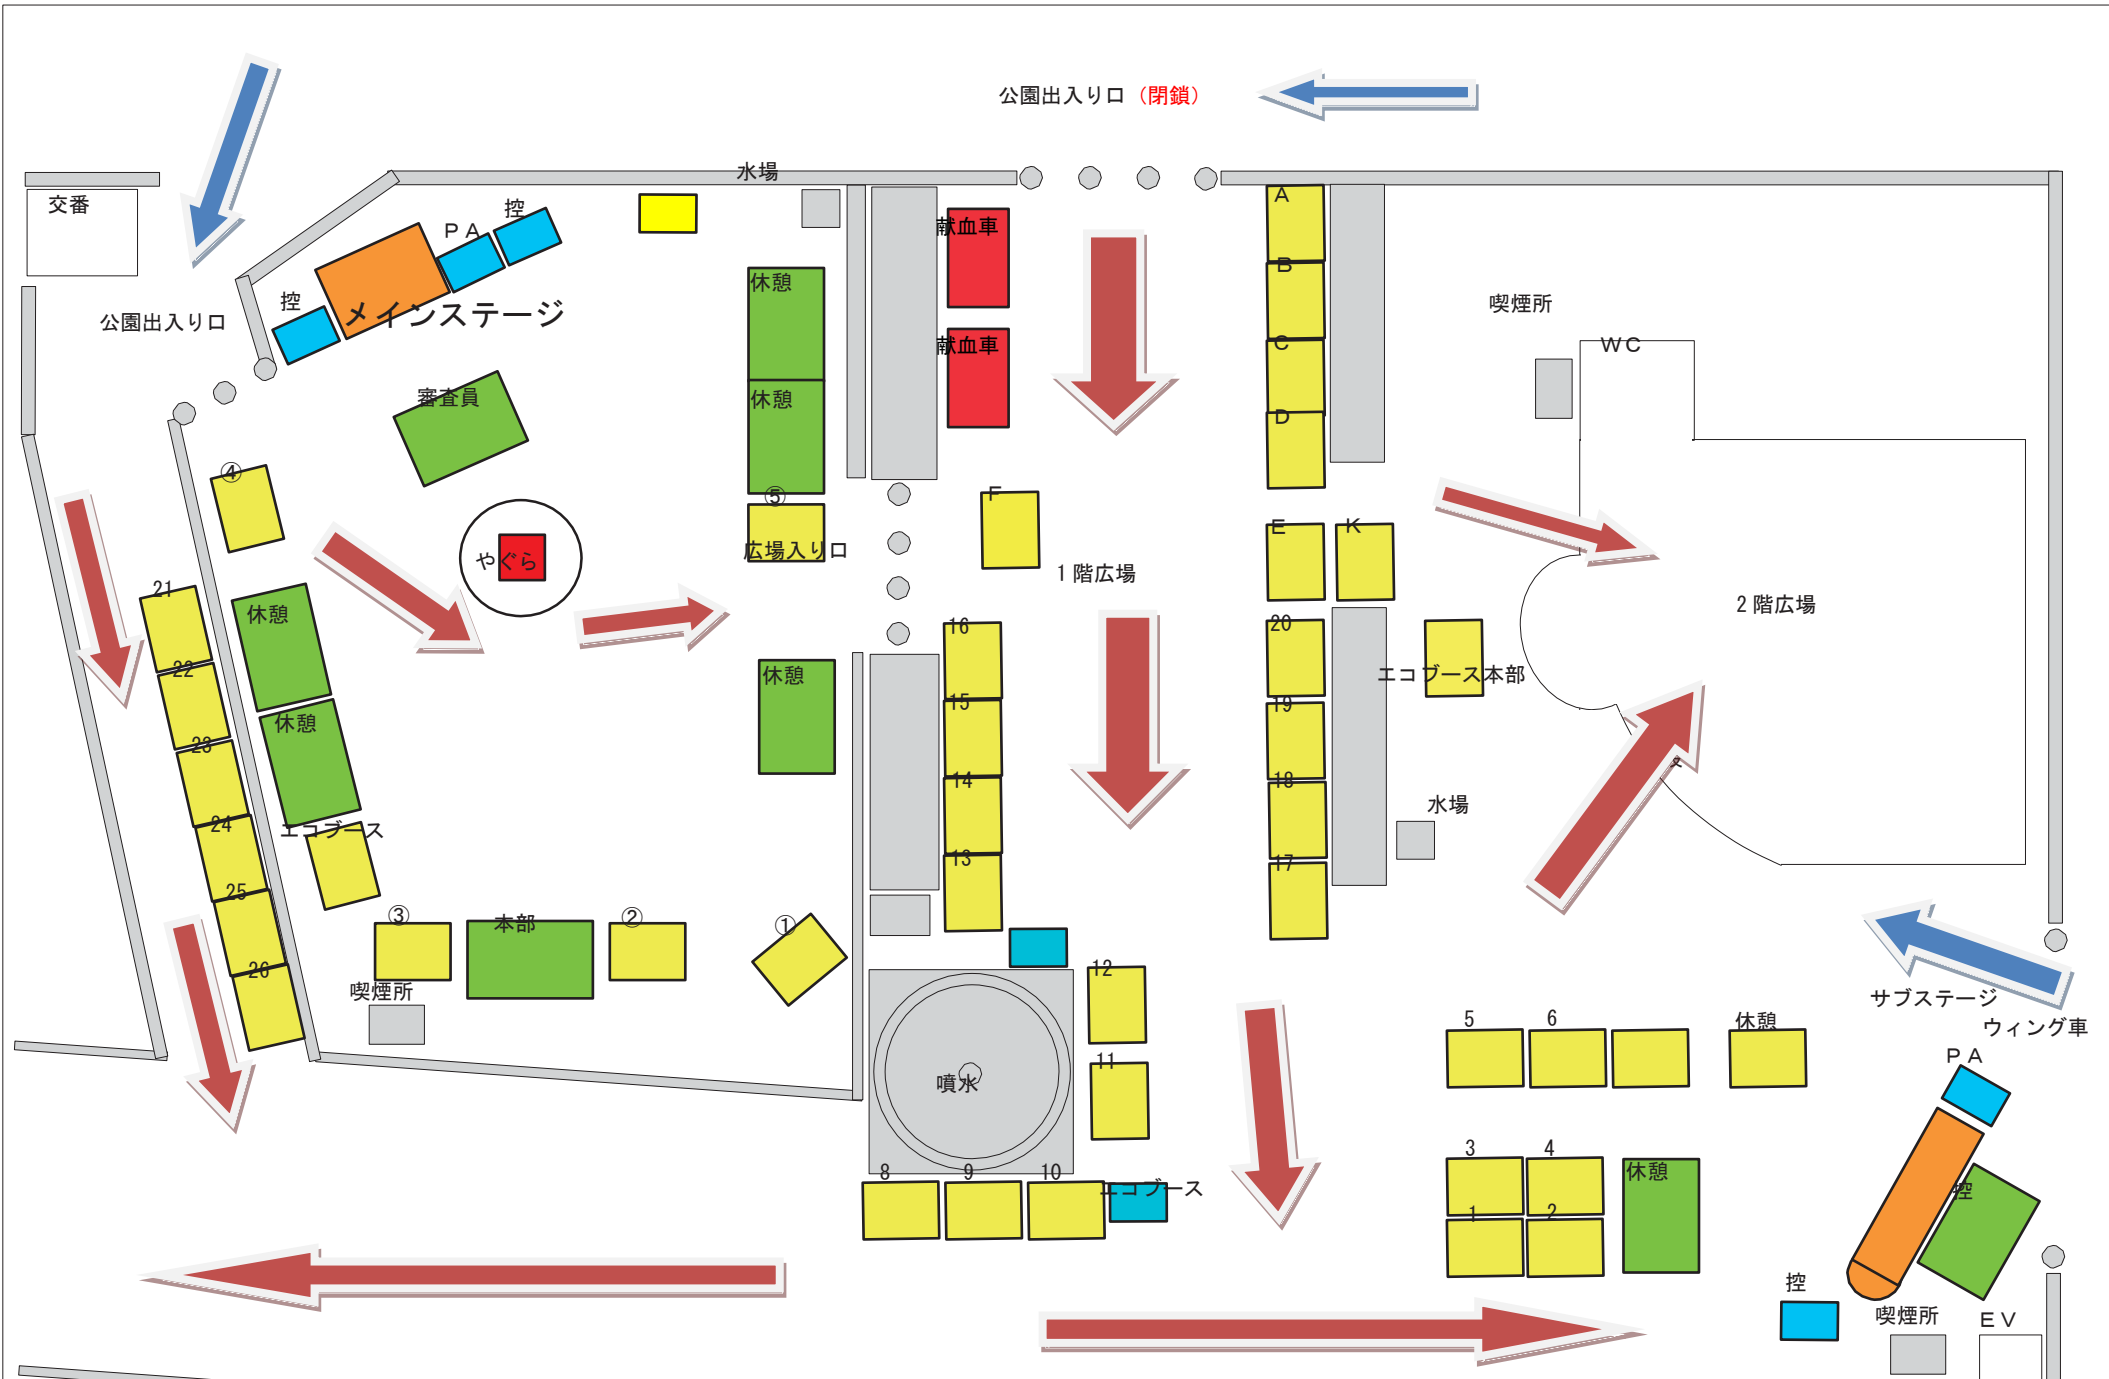 公園出入り口（閉鎖）
水場
交番
控
ＰＡ
献血車
A
B
休憩
控
メインステージ
公園出入り口
喫煙所
献血車
C
ＷＣ
審査員
休憩
D
④
⑤
F
E
K
広場入り口
やぐら
1階広場
21
休憩
2階広場
16
20
22
休憩
エコブース本部
15
19
23
休憩
14
18
水場
24
エコブース
13
17
25
③
本部
②
①
26
喫煙所
12
サブステージ
ウィング車
5
6
休憩
噴水
11
ＰＡ
3
4
8
9
10
エコブース
休憩
控
1
2
控
喫煙所
ＥＶ